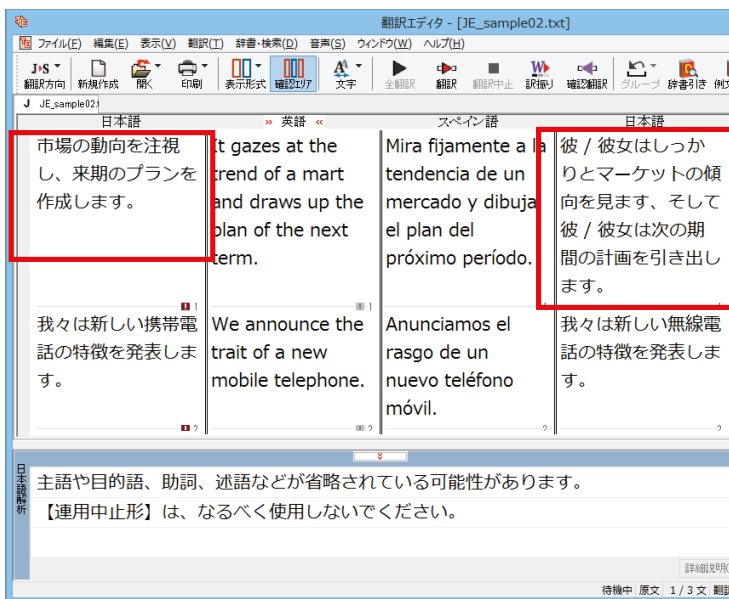 翻訳エディタ - [JE_sample02.txt]
ファイル(F) 編集(E) 表示(V) 翻訳(T) 辞書・検索(D) 音声(S) ウィンドウ(W) ヘルプ(H)
J▸S
翻訳方向 新規作成 開く 印刷 表示形式 確認エリア 文字 全翻訳 翻訳 翻訳中止 訳振り 確認翻訳 グループ 辞書引き 例文
J JE_sample02.t
日本語 » 英語 « スペイン語 日本語
市場の動向を注視
し、来期のプランを
作成します。
1
It gazes at the
trend of a mart
and draws up the
plan of the next
term.
1
Mira fijamente a la
tendencia de un
mercado y dibuja
el plan del
próximo período.
彼 / 彼女はしっか
りとマーケットの傾
向を見ます、そして
彼 / 彼女は次の期
間の計画を引き出し
ます。
我々は新しい携帯電
話の特徴を発表しま
す。
2
We announce the
trait of a new
mobile telephone.
2
Anunciamos el
rasgo de un
nuevo teléfono
móvil.
2
我々は新しい無線電
話の特徴を発表しま
す。
2
日本語解析
主語や目的語、助詞、述語などが省略されている可能性があります。
【連用中止形】は、なるべく使用しないでください。
詳細説明(
待機中 原文 1 / 3 文 翻訳